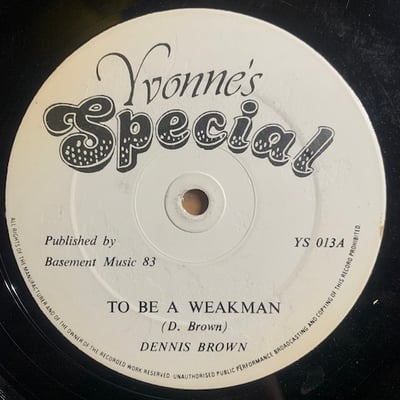 Yvonne's
Special
Published by
Basement Music 83
YS 013A
TO BE A WEAKMAN
(D. Brown)
DENNIS BROWN
ALL RIGHTS OF THE MANUFACTURER AND OF THE OWNER OF THE RECORDED WORK RESERVED. UNAUTHORISED PUBLIC PERFORMANCE BROADCASTING AND COPYING OF THIS RECORD PROHIBITED.